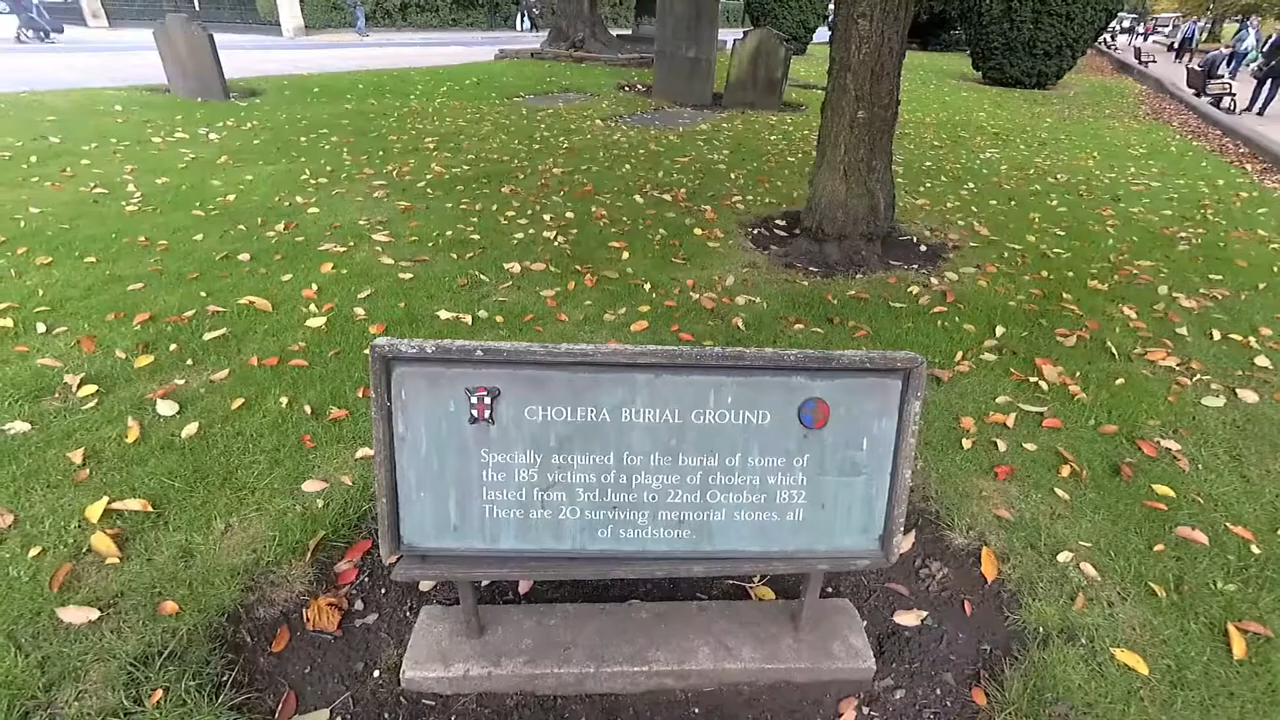 CHOLERA BURIAL GROUND
Specially acquired for the burial of some of
the 185 victims of a plague of cholera which
lasted from 3rd. June to 22nd. October 1832
There are 20 surviving memorial stones. all
of sandstone.